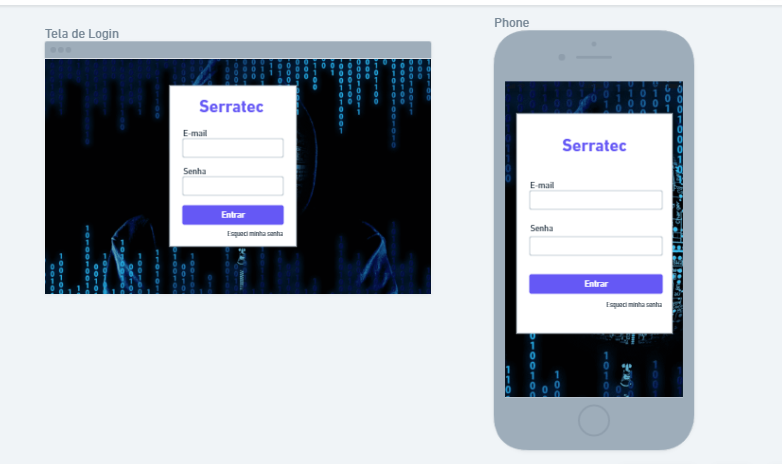 Tela de Login
Serratec
E-mail
Senha
Entrar
Esqueci minha senha
Phone
Serratec
E-mail
Senha
Entrar
Esqueci minha senha